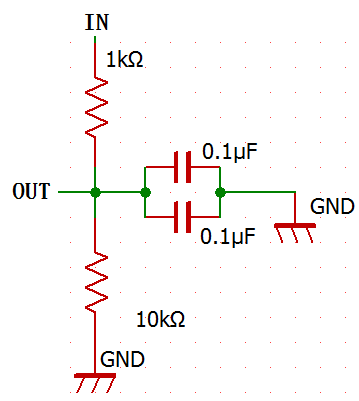 IN
1kΩ
0.1µF
OUT
GND
0.1µF
10kΩ
GND